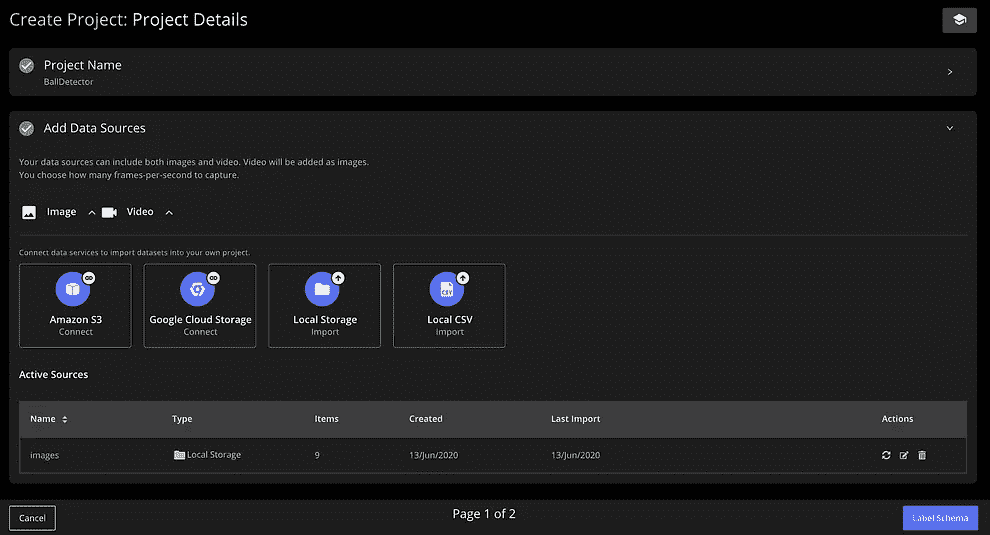 Create Project: Project Details
Project Name
BallDetector
Add Data Sources
Your data sources can include both images and video. Video will be added as images.
You choose how many frames-per-second to capture.
Image Video
Connect data services to import datasets into your own project.
Amazon S3 Google Cloud Storage Local Storage Local CSV
Connect Connect Import Import
Active Sources
Name Type Items Created Last Import Actions
images Local Storage 9 13/Jun/2020 13/Jun/2020
Cancel Page 1 of 2 Label Schema